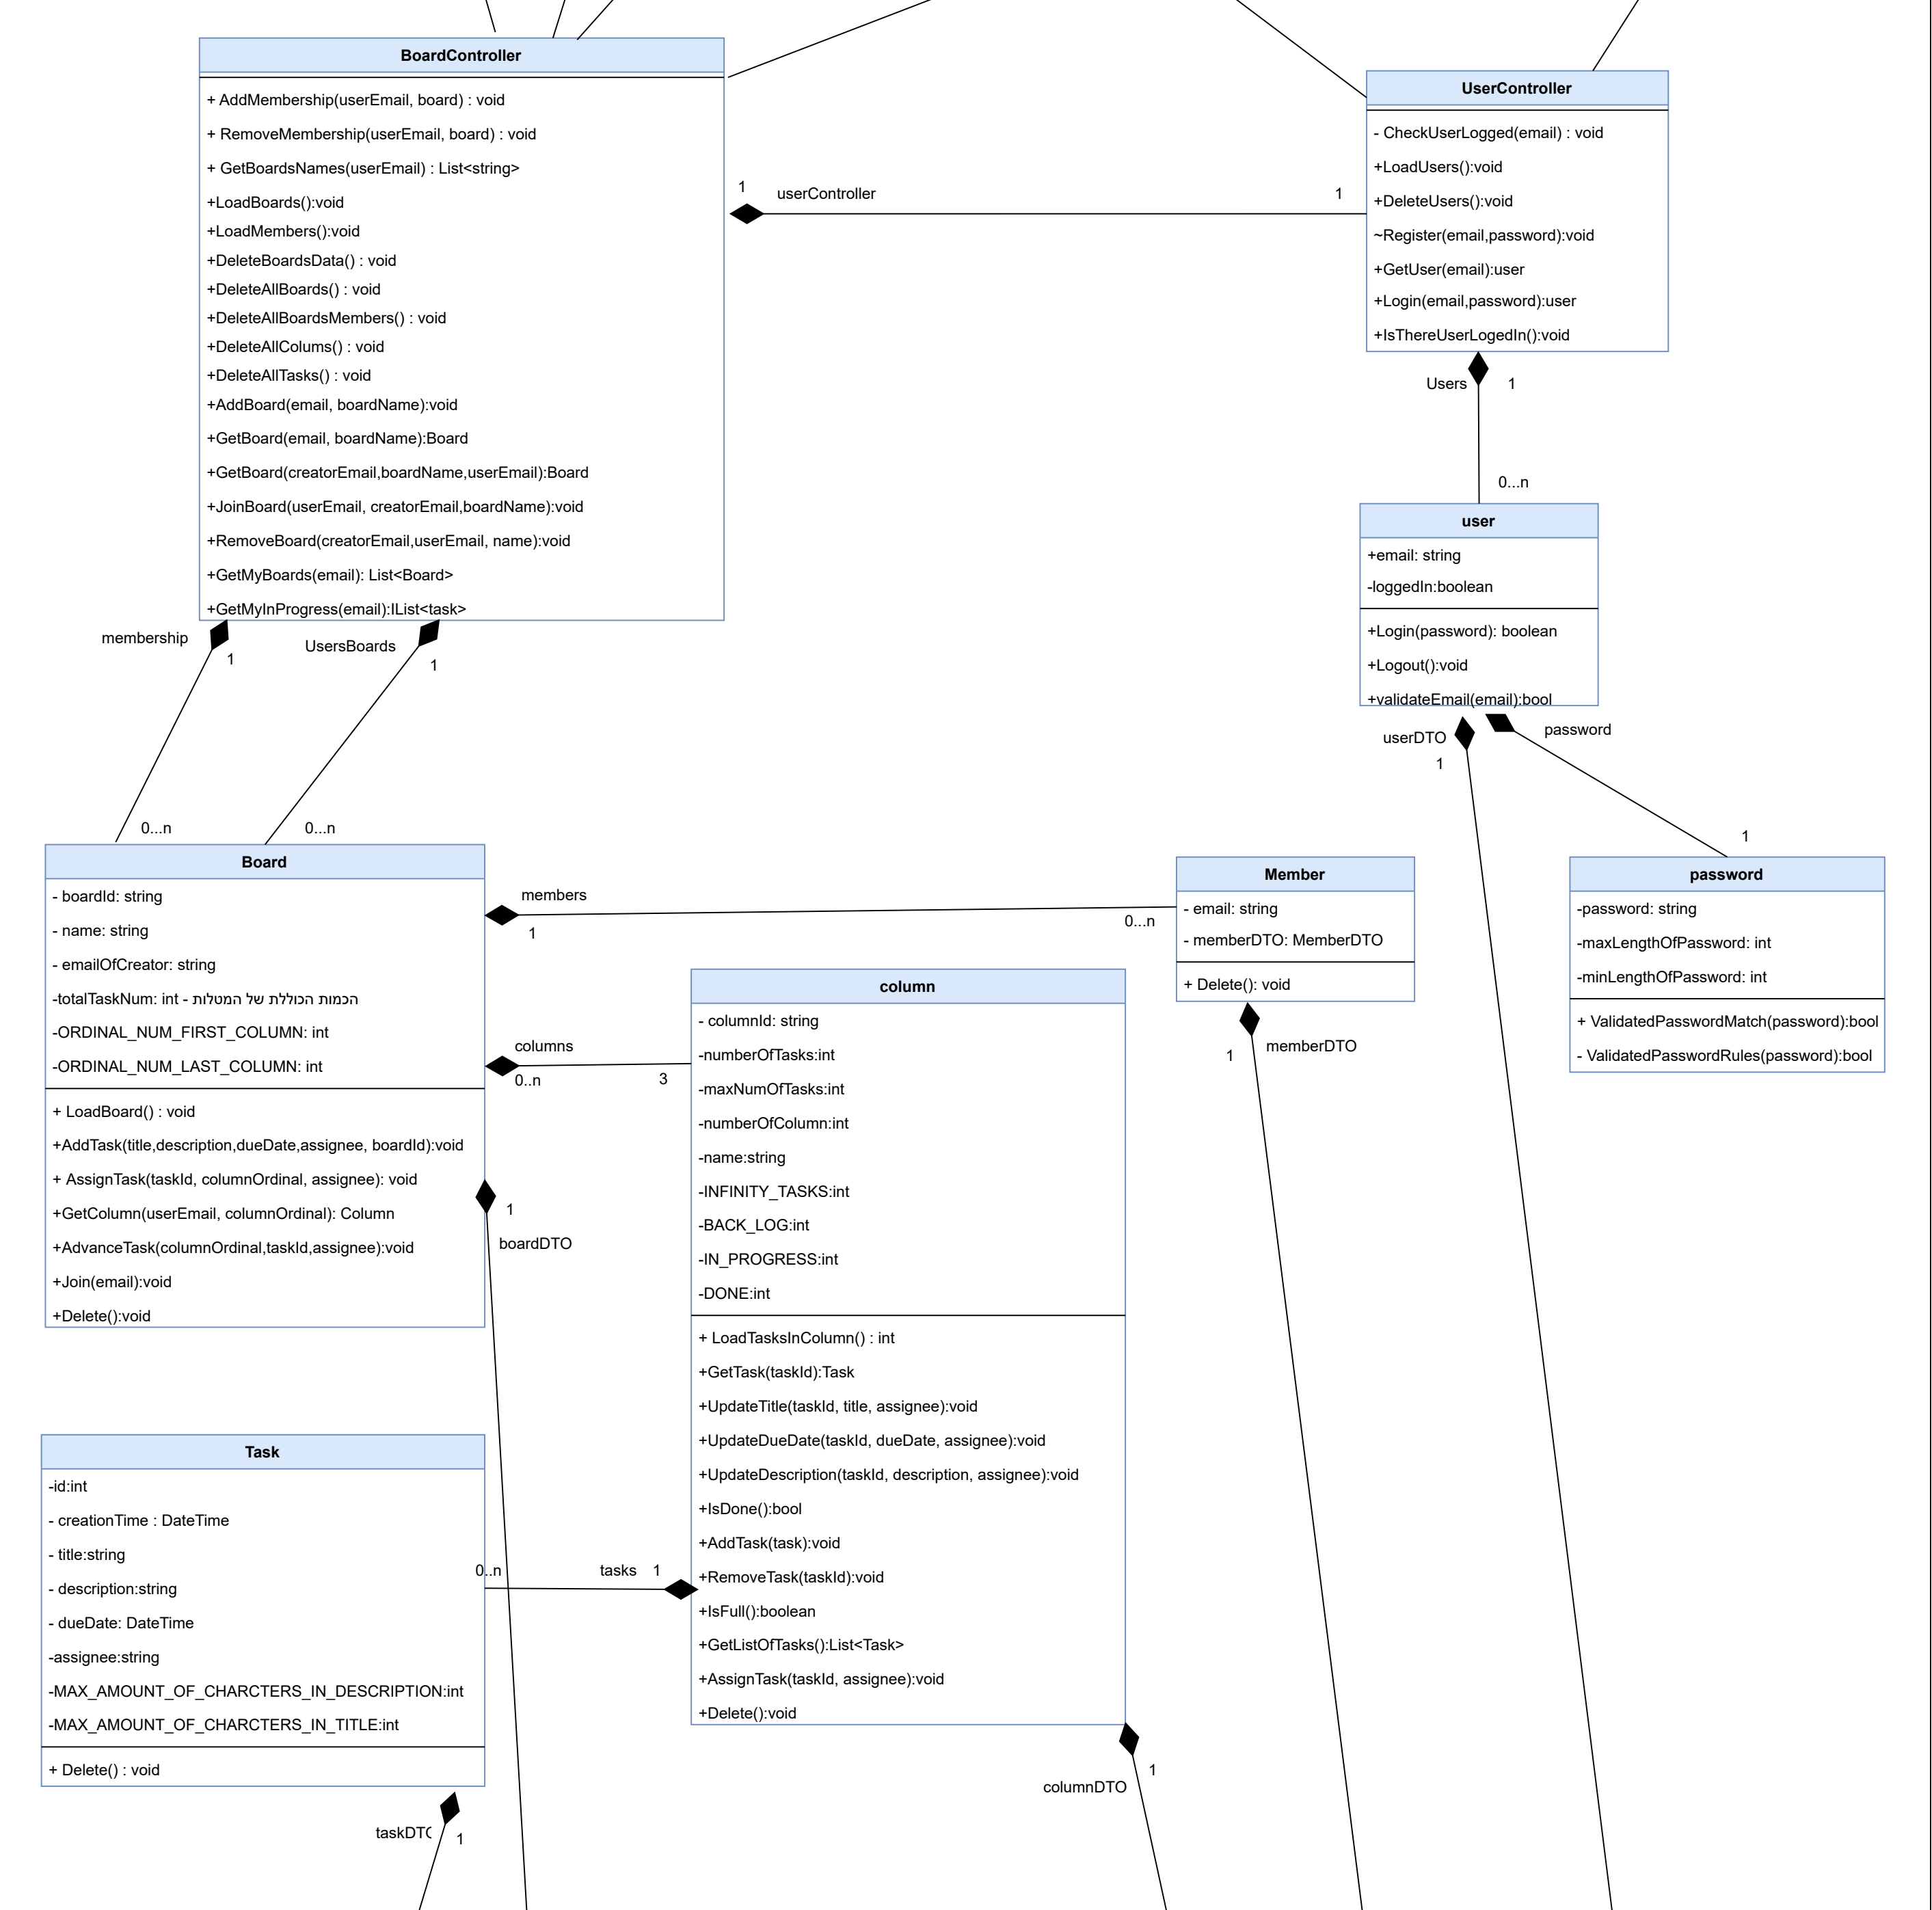 BoardController
+ AddMembership(userEmail, board) : void
+ RemoveMembership(userEmail, board) : void
+ GetBoardsNames(userEmail) : List<string>
+LoadBoards():void
+LoadMembers():void
+DeleteBoardsData() : void
+DeleteAllBoards() : void
+DeleteAllBoardsMembers() : void
+DeleteAllColums() : void
+DeleteAllTasks() : void
+AddBoard(email, boardName):void
+GetBoard(email, boardName):Board
+GetBoard(creatorEmail,boardName,userEmail):Board
+JoinBoard(userEmail, creatorEmail,boardName):void
+RemoveBoard(creatorEmail,userEmail, name):void
+GetMyBoards(email): List<Board>
+GetMyInProgress(email):IList<task>
1
userController
1
UserController
- CheckUserLogged(email) : void
+LoadUsers():void
+DeleteUsers():void
~Register(email,password):void
+GetUser(email):user
+Login(email,password):user
+IsThereUserLogedIn():void
Users
1
0...n
user
+email: string
-loggedIn:boolean
+Login(password): boolean
+Logout():void
+validateEmail(email):bool
userDTO
1
password
1
membership
1
UsersBoards
1
0...n
0...n
Board
- boardId: string
- name: string
- emailOfCreator: string
-totalTaskNum: int - הכמות הכוללת של המטלות
-ORDINAL_NUM_FIRST_COLUMN: int
-ORDINAL_NUM_LAST_COLUMN: int
+ LoadBoard() : void
+AddTask(title,description,dueDate,assignee, boardId):void
+ AssignTask(taskId, columnOrdinal, assignee): void
+GetColumn(userEmail, columnOrdinal): Column
+AdvanceTask(columnOrdinal,taskId,assignee):void
+Join(email):void
+Delete():void
members
1
0...n
columns
0..n
3
1
boardDTO
Member
- email: string
- memberDTO: MemberDTO
+ Delete(): void
1
memberDTO
password
-password: string
-maxLengthOfPassword: int
-minLengthOfPassword: int
+ ValidatedPasswordMatch(password):bool
- ValidatedPasswordRules(password):bool
column
- columnId: string
-numberOfTasks:int
-maxNumOfTasks:int
-numberOfColumn:int
-name:string
-INFINITY_TASKS:int
-BACK_LOG:int
-IN_PROGRESS:int
-DONE:int
+ LoadTasksInColumn() : int
+GetTask(taskId):Task
+UpdateTitle(taskId, title, assignee):void
+UpdateDueDate(taskId, dueDate, assignee):void
+UpdateDescription(taskId, description, assignee):void
+IsDone():bool
+AddTask(task):void
+RemoveTask(taskId):void
+IsFull():boolean
+GetListOfTasks():List<Task>
+AssignTask(taskId, assignee):void
+Delete():void
1
columnDTO
Task
-id:int
- creationTime : DateTime
- title:string
- description:string
- dueDate: DateTime
-assignee:string
-MAX_AMOUNT_OF_CHARCTERS_IN_DESCRIPTION:int
-MAX_AMOUNT_OF_CHARCTERS_IN_TITLE:int
+ Delete() : void
0..n
tasks
1
taskDTO
1